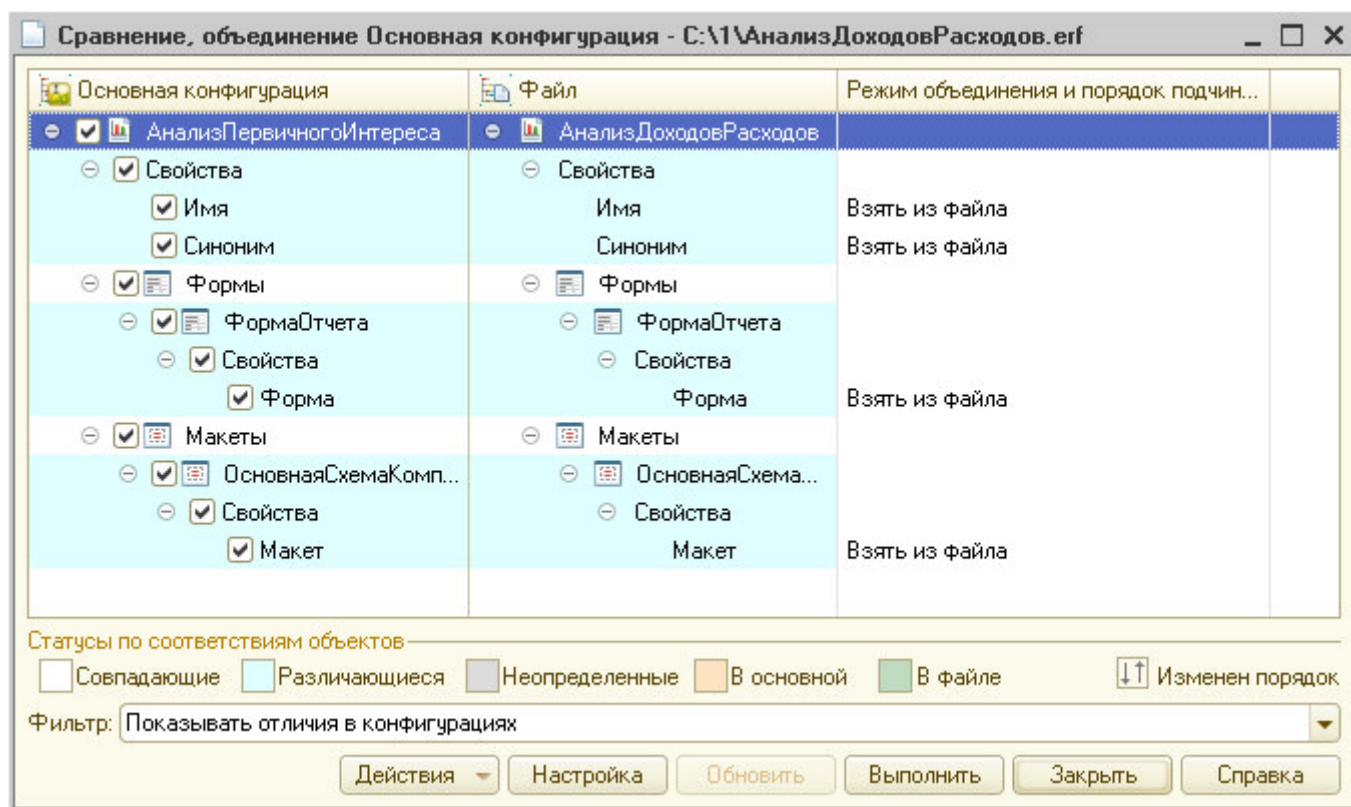 Сравнение, объединение Основная конфигурация - C:\1\АнализДоходовРасходов.erf
Основная конфигурация Файл Режим объединения и порядок подчин...
АнализПервичногоИнтереса АнализДоходовРасходов
Свойства Свойства
Имя Имя Взять из файла
Синоним Синоним Взять из файла
Формы Формы
ФормаОтчета ФормаОтчета
Свойства Свойства
Форма Форма Взять из файла
Макеты Макеты
ОсновнаяСхемаКомп... ОсновнаяСхема...
Свойства Свойства
Макет Макет Взять из файла
Статусы по соответствиям объектов
Совпадающие Различающиеся Неопределенные В основной В файле Изменен порядок
Фильтр: Показывать отличия в конфигурациях
Действия Настройка Обновить Выполнить Закрыть Справка